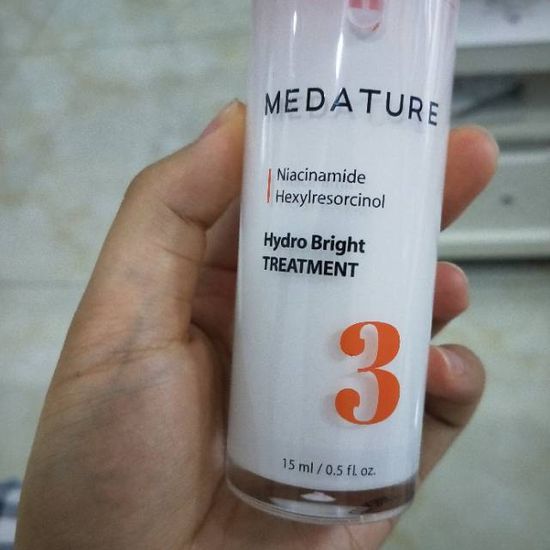 MEDATURE
Niacinamide
Hexylresorcinol
Hydro Bright
TREATMENT
3
15 ml / 0.5 fl. oz.